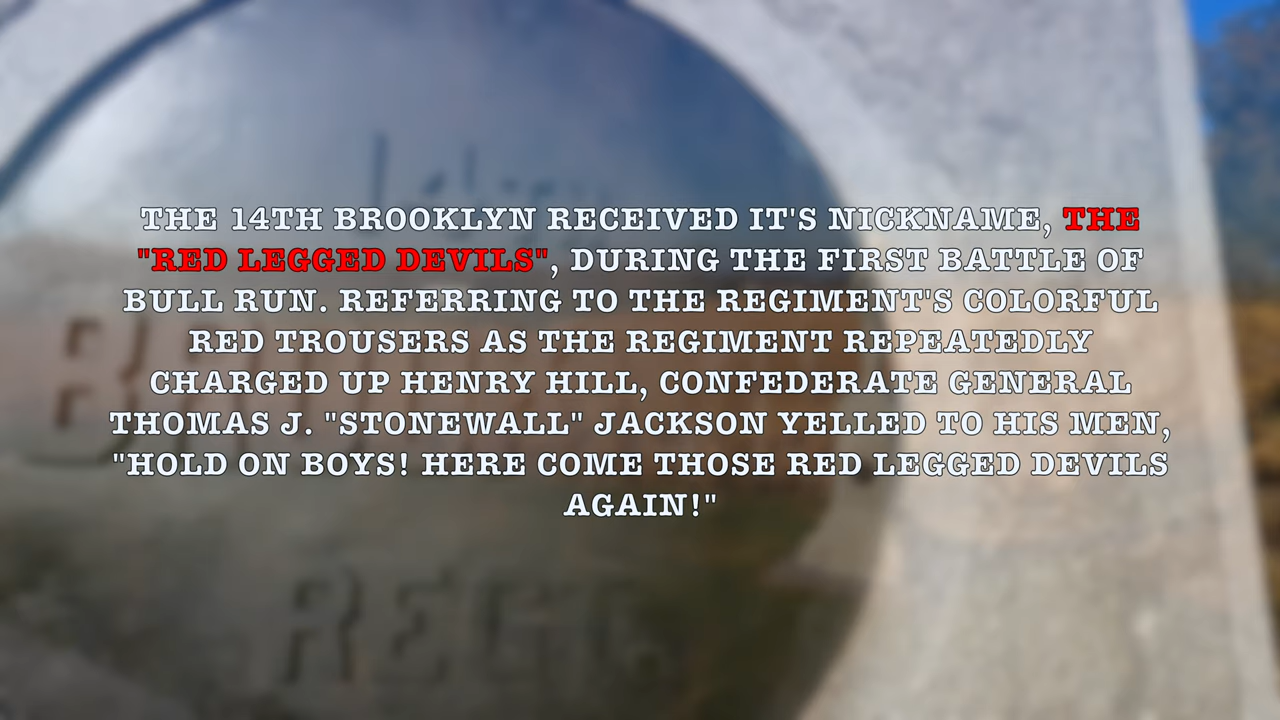 THE 14TH BROOKLYN RECEIVED IT'S NICKNAME, THE
"RED LEGGED DEVILS", DURING THE FIRST BATTLE OF
BULL RUN. REFERRING TO THE REGIMENT'S COLORFUL
RED TROUSERS AS THE REGIMENT REPEATEDLY
CHARGED UP HENRY HILL, CONFEDERATE GENERAL
THOMAS J. "STONEWALL" JACKSON YELLED TO HIS MEN,
"HOLD ON BOYS! HERE COME THOSE RED LEGGED DEVILS
AGAIN!"
REGT.